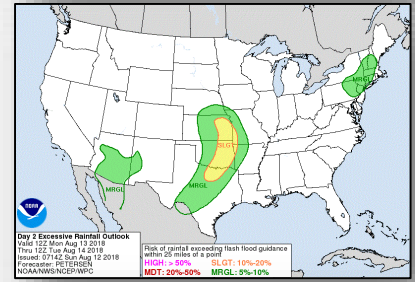 MRGL
SLGT
MRGL
MRGL
NOAA
Day 2 Excessive Rainfall Outlook
Valid 12Z Mon Aug 13 2018
Thru 12Z Tue Aug 14 2018
Issued: 0714Z Sun Aug 12 2018
Forecaster: PETERSEN
NOAA/NWS/NCEP/WPC
Risk of rainfall exceeding flash flood guidance
within 25 miles of a point
HIGH: > 50% SLGT: 10%-20%
MDT: 20%-50% MRGL: 5%-10%